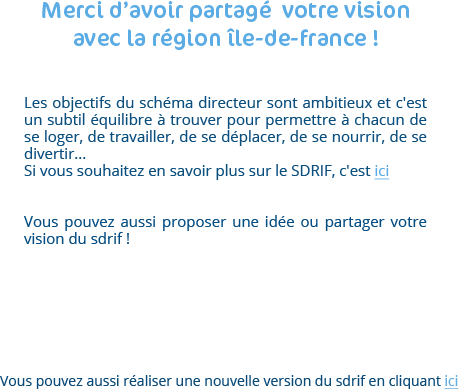 Merci d'avoir partagé votre vision
avec la région île-de-france !
Les objectifs du schéma directeur sont ambitieux et c'est
un subtil équilibre à trouver pour permettre à chacun de
se loger, de travailler, de se déplacer, de se nourrir, de se
divertir...
Si vous souhaitez en savoir plus sur le SDRIF, c'est ici
Vous pouvez aussi proposer une idée ou partager votre
vision du sdrif !
Vous pouvez aussi réaliser une nouvelle version du sdrif en cliquant ici